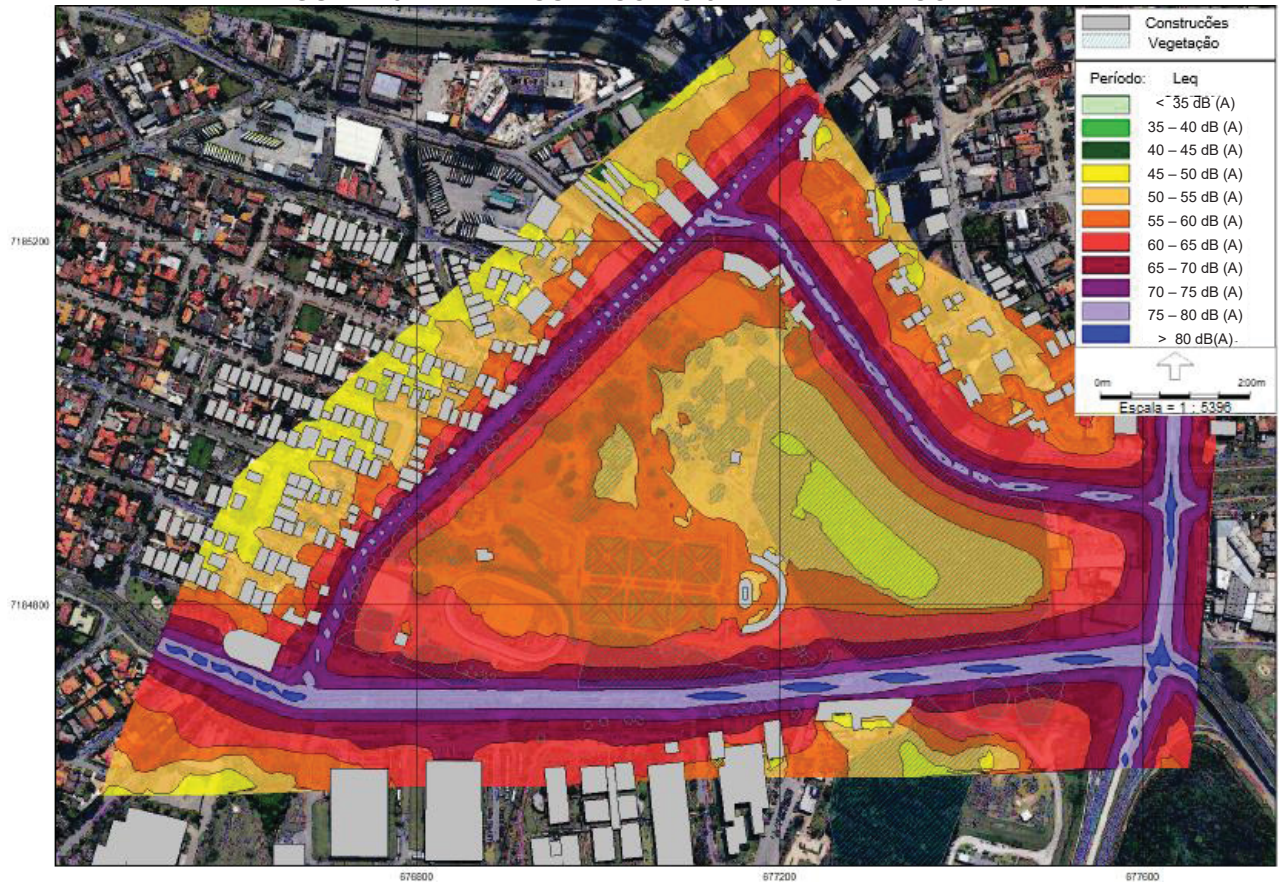 Construcões
Vegetação
Período: Leq
< 35 dB (A)
35 – 40 dB (A)
40 – 45 dB (A)
45 – 50 dB (A)
50 – 55 dB (A)
55 – 60 dB (A)
60 – 65 dB (A)
65 – 70 dB (A)
70 – 75 dB (A)
75 – 80 dB (A)
> 80 dB(A)
0m 200m
Escala = 1 : 5396
7185200
7184800
676800 677200 677600